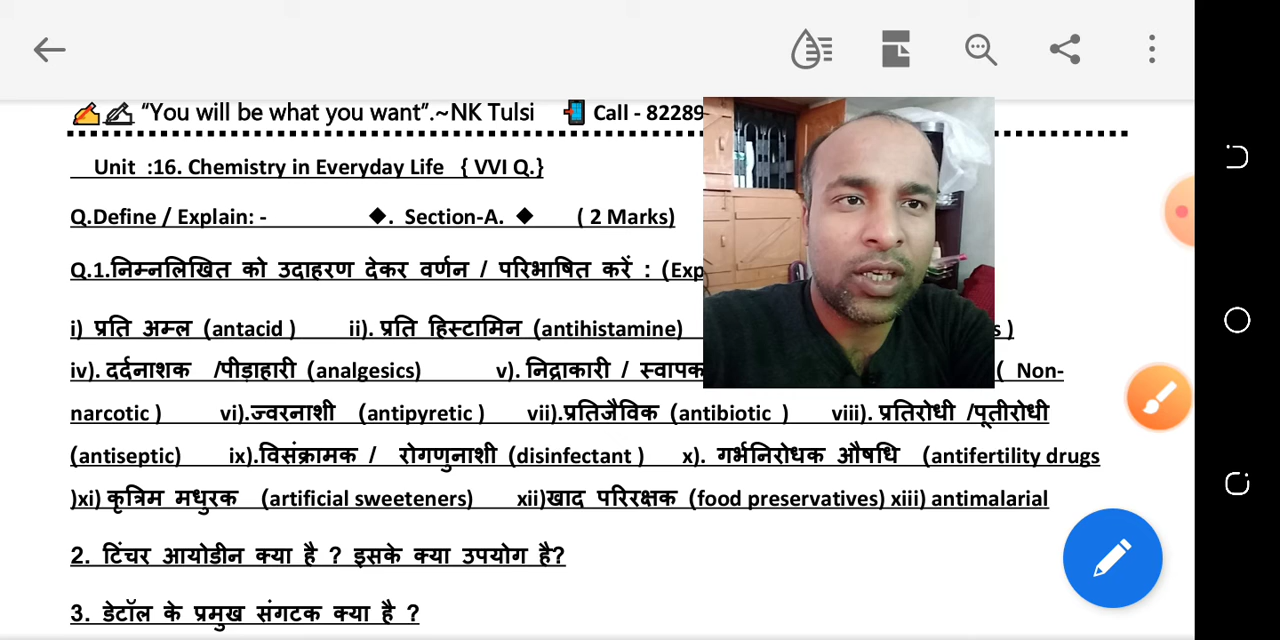 "You will be what you want".~NK Tulsi Call - 82289
Unit :16. Chemistry in Everyday Life { VVI Q.}
Q.Define / Explain: - ◆. Section-A. ◆ ( 2 Marks)
Q.1.निम्नलिखित को उदाहरण देकर वर्णन / परिभाषित करें : (Exp
i) प्रति अम्ल (antacid ) ii). प्रति हिस्टामिन (antihistamine) s )
iv). दर्दनाशक /पीड़ाहारी (analgesics) v). निद्राकारी / स्वापक ( Non-
narcotic ) vi).ज्वरनाशी (antipyretic ) vii).प्रतिजैविक (antibiotic ) viii). प्रतिरोधी /पूतीरोधी
(antiseptic) ix).विसंक्रामक / रोगणुनाशी (disinfectant ) x). गर्भनिरोधक औषधि (antifertility drugs
)xi) कृत्रिम मधुरक (artificial sweeteners) xii)खाद परिरक्षक (food preservatives) xiii) antimalarial
2. टिंचर आयोडीन क्या है ? इसके क्या उपयोग है?
3. डेटॉल के प्रमुख संगटक क्या है ?